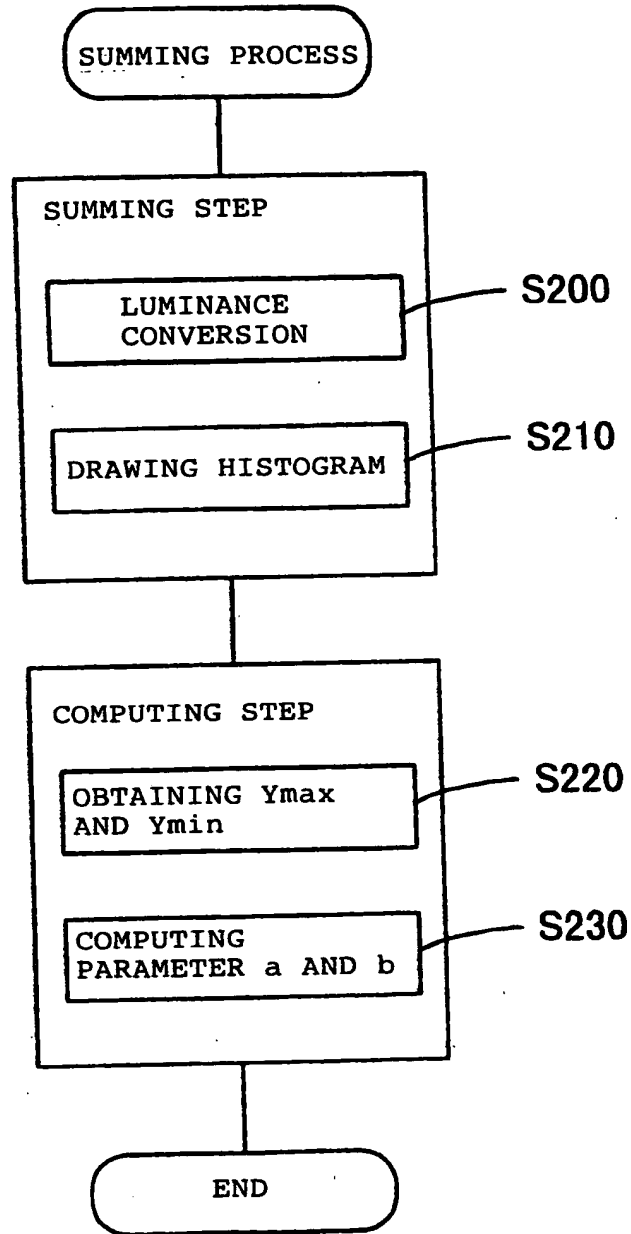 SUMMING PROCESS
SUMMING STEP
LUMINANCE
CONVERSION
S200
DRAWING HISTOGRAM
S210
COMPUTING STEP
OBTAINING Ymax
AND Ymin
S220
COMPUTING
PARAMETER a AND b
S230
END